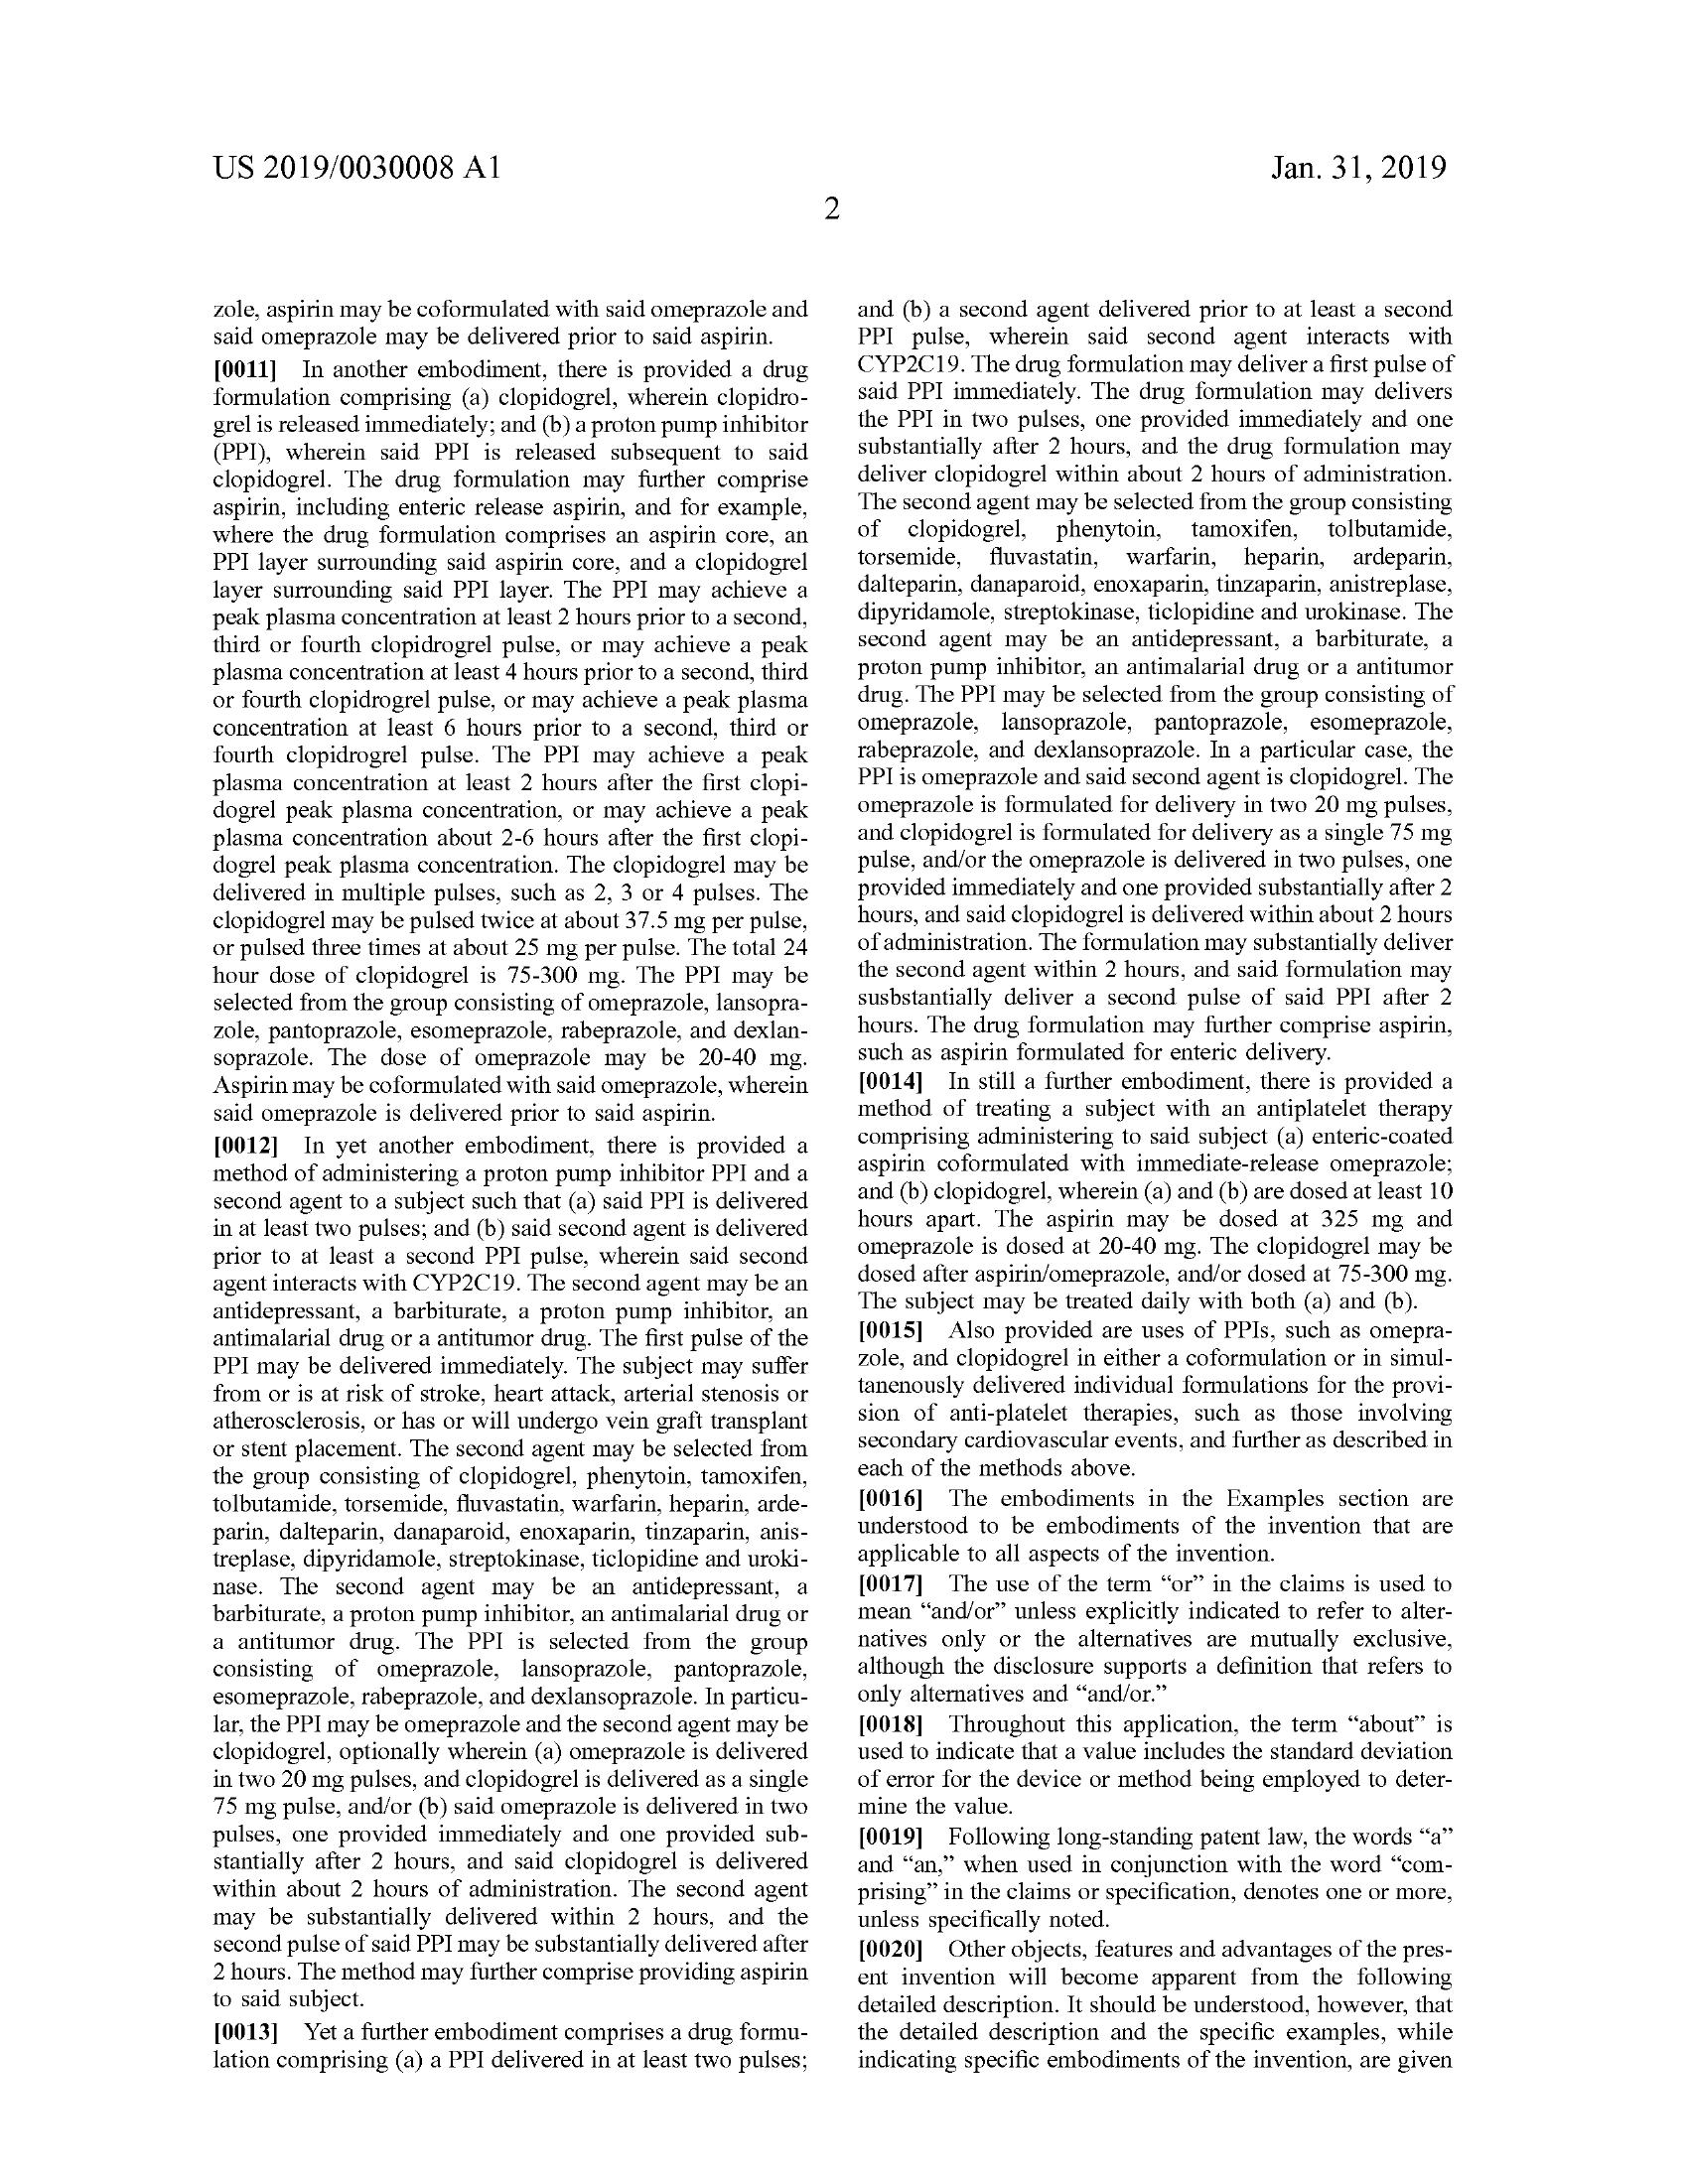 US 2019/0030008 A1
Jan. 31, 2019
2
zole, aspirin may be coformulated with said omeprazole and
said omeprazole may be delivered prior to said aspirin.
[0011] In another embodiment, there is provided a drug
formulation comprising (a) clopidogrel, wherein clopidro-
grel is released immediately; and (b) a proton pump inhibitor
(PPI), wherein said PPI is released subsequent to said
clopidogrel. The drug formulation may further comprise
aspirin, including enteric release aspirin, and for example,
where the drug formulation comprises an aspirin core, an
PPI layer surrounding said aspirin core, and a clopidogrel
layer surrounding said PPI layer. The PPI may achieve a
peak plasma concentration at least 2 hours prior to a second,
third or fourth clopidrogrel pulse, or may achieve a peak
plasma concentration at least 4 hours prior to a second, third
or fourth clopidrogrel pulse, or may achieve a peak plasma
concentration at least 6 hours prior to a second, third or
fourth clopidrogrel pulse. The PPI may achieve a peak
plasma concentration at least 2 hours after the first clopi-
dogrel peak plasma concentration, or may achieve a peak
plasma concentration about 2-6 hours after the first clopi-
dogrel peak plasma concentration. The clopidogrel may be
delivered in multiple pulses, such as 2, 3 or 4 pulses. The
clopidogrel may be pulsed twice at about 37.5 mg per pulse,
or pulsed three times at about 25 mg per pulse. The total 24
hour dose of clopidogrel is 75-300 mg. The PPI may be
selected from the group consisting of omeprazole, lansopra-
zole, pantoprazole, esomeprazole, rabeprazole, and dexlan-
soprazole. The dose of omeprazole may be 20-40 mg.
Aspirin may be coformulated with said omeprazole, wherein
said omeprazole is delivered prior to said aspirin.
[0012] In yet another embodiment, there is provided a
method of administering a proton pump inhibitor PPI and a
second agent to a subject such that (a) said PPI is delivered
in at least two pulses; and (b) said second agent is delivered
prior to at least a second PPI pulse, wherein said second
agent interacts with CYP2C19. The second agent may be an
antidepressant, a barbiturate, a proton pump inhibitor, an
antimalarial drug or a antitumor drug. The first pulse of the
PPI may be delivered immediately. The subject may suffer
from or is at risk of stroke, heart attack, arterial stenosis or
atherosclerosis, or has or will undergo vein graft transplant
or stent placement. The second agent may be selected from
the group consisting of clopidogrel, phenytoin, tamoxifen,
tolbutamide, torsemide, fluvastatin, warfarin, heparin, arde-
parin, dalteparin, danaparoid, enoxaparin, tinzaparin, anis-
treplase, dipyridamole, streptokinase, ticlopidine and uroki-
nase. The second agent may be an antidepressant, a
barbiturate, a proton pump inhibitor, an antimalarial drug or
a antitumor drug. The PPI is selected from the group
consisting of omeprazole, lansoprazole, pantoprazole,
esomeprazole, rabeprazole, and dexlansoprazole. In particu-
lar, the PPI may be omeprazole and the second agent may be
clopidogrel, optionally wherein (a) omeprazole is delivered
in two 20 mg pulses, and clopidogrel is delivered as a single
75 mg pulse, and/or (b) said omeprazole is delivered in two
pulses, one provided immediately and one provided sub-
stantially after 2 hours, and said clopidogrel is delivered
within about 2 hours of administration. The second agent
may be substantially delivered within 2 hours, and the
second pulse of said PPI may be substantially delivered after
2 hours. The method may further comprise providing aspirin
to said subject.
[0013] Yet a further embodiment comprises a drug formu-
lation comprising (a) a PPI delivered in at least two pulses;
and (b) a second agent delivered prior to at least a second
PPI pulse, wherein said second agent interacts with
CYP2C19. The drug formulation may deliver a first pulse of
said PPI immediately. The drug formulation may delivers
the PPI in two pulses, one provided immediately and one
substantially after 2 hours, and the drug formulation may
deliver clopidogrel within about 2 hours of administration.
The second agent may be selected from the group consisting
of clopidogrel, phenytoin, tamoxifen, tolbutamide,
torsemide, fluvastatin, warfarin, heparin, ardeparin,
dalteparin, danaparoid, enoxaparin, tinzaparin, anistreplase,
dipyridamole, streptokinase, ticlopidine and urokinase. The
second agent may be an antidepressant, a barbiturate, a
proton pump inhibitor, an antimalarial drug or a antitumor
drug. The PPI may be selected from the group consisting of
omeprazole, lansoprazole, pantoprazole, esomeprazole,
rabeprazole, and dexlansoprazole. In a particular case, the
PPI is omeprazole and said second agent is clopidogrel. The
omeprazole is formulated for delivery in two 20 mg pulses,
and clopidogrel is formulated for delivery as a single 75 mg
pulse, and/or the omeprazole is delivered in two pulses, one
provided immediately and one provided substantially after 2
hours, and said clopidogrel is delivered within about 2 hours
of administration. The formulation may substantially deliver
the second agent within 2 hours, and said formulation may
susbstantially deliver a second pulse of said PPI after 2
hours. The drug formulation may further comprise aspirin,
such as aspirin formulated for enteric delivery.
[0014] In still a further embodiment, there is provided a
method of treating a subject with an antiplatelet therapy
comprising administering to said subject (a) enteric-coated
aspirin coformulated with immediate-release omeprazole;
and (b) clopidogrel, wherein (a) and (b) are dosed at least 10
hours apart. The aspirin may be dosed at 325 mg and
omeprazole is dosed at 20-40 mg. The clopidogrel may be
dosed after aspirin/omeprazole, and/or dosed at 75-300 mg.
The subject may be treated daily with both (a) and (b).
[0015] Also provided are uses of PPIs, such as omepra-
zole, and clopidogrel in either a coformulation or in simul-
tanenously delivered individual formulations for the provi-
sion of anti-platelet therapies, such as those involving
secondary cardiovascular events, and further as described in
each of the methods above.
[0016] The embodiments in the Examples section are
understood to be embodiments of the invention that are
applicable to all aspects of the invention.
[0017] The use of the term “or” in the claims is used to
mean “and/or” unless explicitly indicated to refer to alter-
natives only or the alternatives are mutually exclusive,
although the disclosure supports a definition that refers to
only alternatives and “and/or.”
[0018] Throughout this application, the term “about” is
used to indicate that a value includes the standard deviation
of error for the device or method being employed to deter-
mine the value.
[0019] Following long-standing patent law, the words “a”
and “an,” when used in conjunction with the word “com-
prising” in the claims or specification, denotes one or more,
unless specifically noted.
[0020] Other objects, features and advantages of the pres-
ent invention will become apparent from the following
detailed description. It should be understood, however, that
the detailed description and the specific examples, while
indicating specific embodiments of the invention, are given